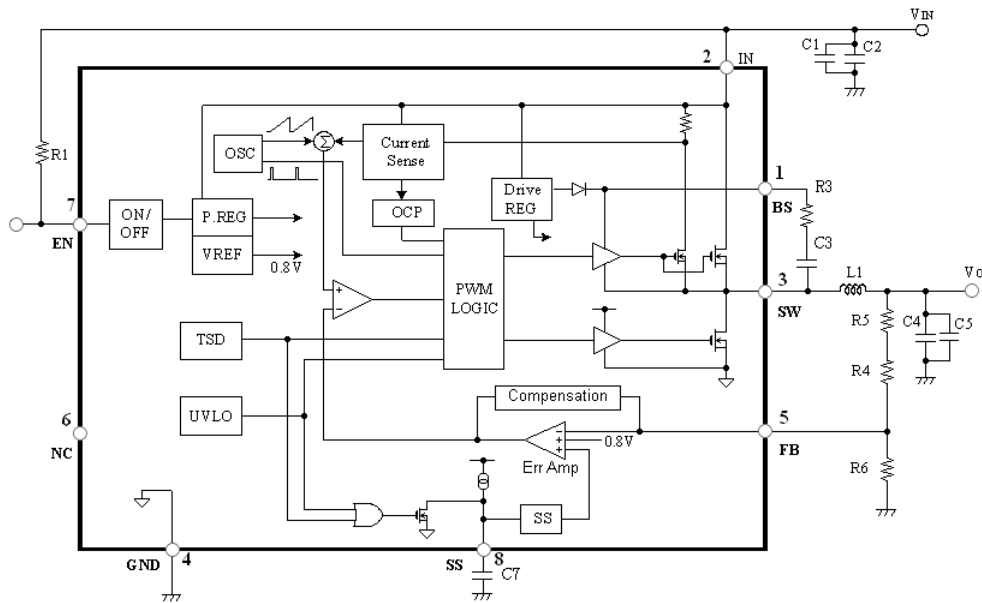 VIN
C1
C2
2
IN
R1
OSC
Σ
Current
Sense
1
BS
R3
Drive
REG
7
EN
ON/
OFF
P.REG
VREF
0.8V
OCP
C3
PWM
LOGIC
+
−
3
SW
L1
Vo
R5
C4
C5
TSD
R4
UVLO
6
NC
Compensation
−
+
+
0.8V
Err Amp
5
FB
R6
SS
GND
4
SS
8
C7